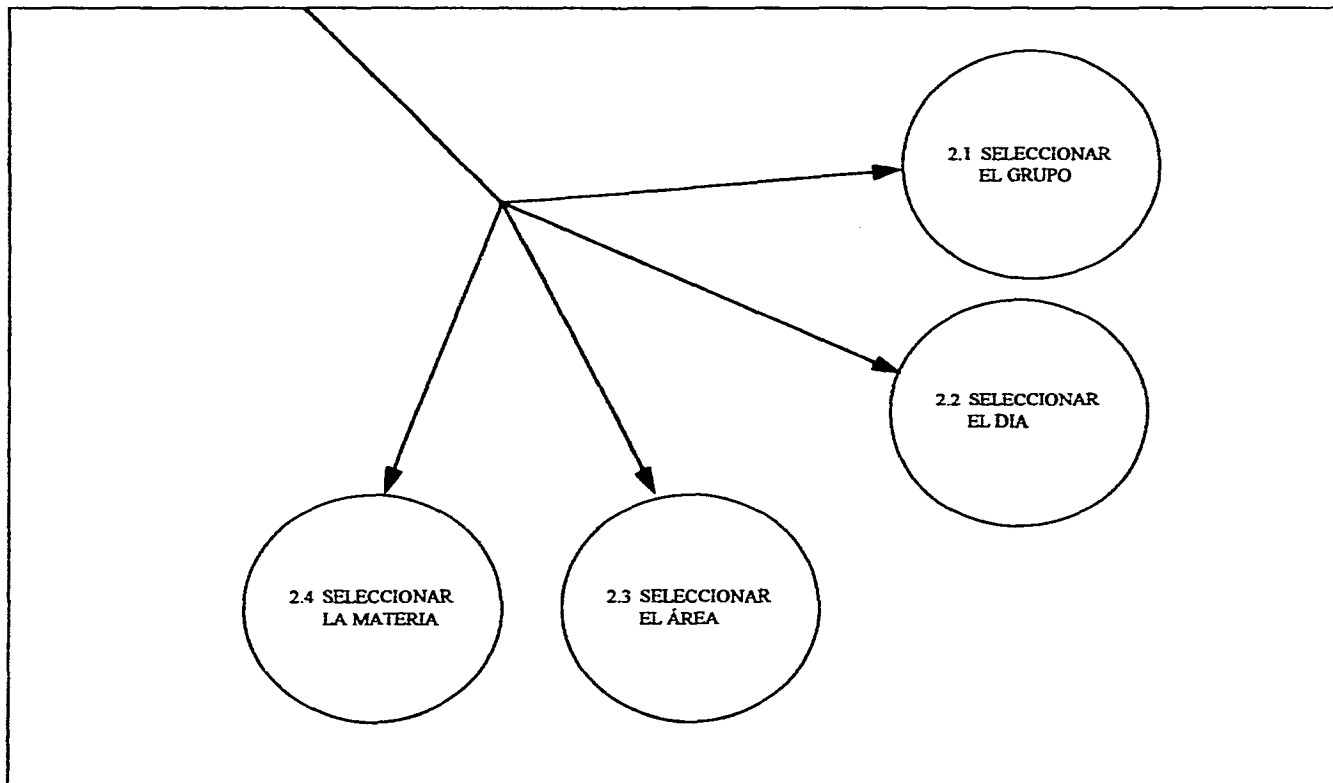 2.1 SELECCIONAR
EL GRUPO
2.2 SELECCIONAR
EL DIA
2.4 SELECCIONAR
LA MATERIA
2.3 SELECCIONAR
EL ÁREA